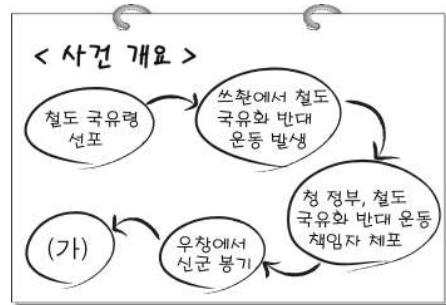 < 사건 개요 >
철도 국유령
선포
쓰촨에서 철도
국유화 반대
운동 발생
청 정부, 철도
국유화 반대 운동
책임자 체포
우창에서
신군 봉기
(가)